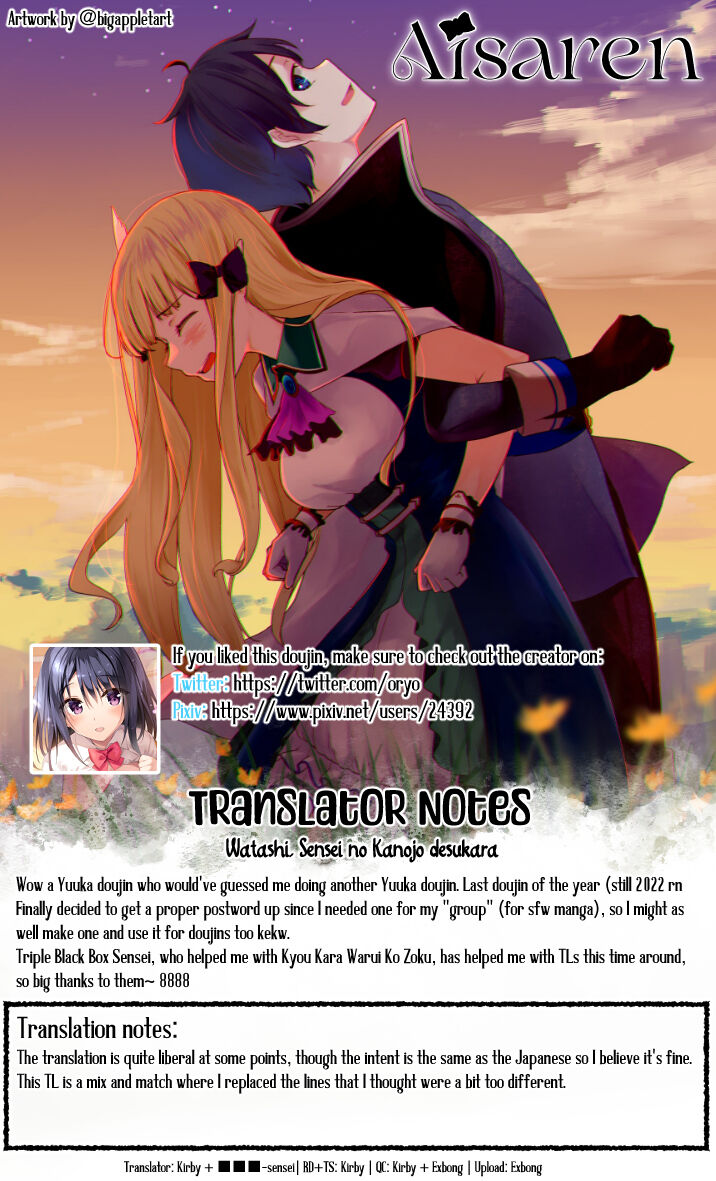 Artwork by @bigappletart
Aisaren
If you liked this doujin, make sure to check out the creator on:
Twitter: https://twitter.com/oryo
Pixiv: https://www.pixiv.net/users/24392
Translator Notes
Watashi. Sensei no Kanojo desukara
Wow a Yuuka doujin who would've guessed me doing another Yuuka doujin. Last doujin of the year (still 2022 rn
Finally decided to get a proper postword up since I needed one for my "group" (for sfw manga), so I might as
well make one and use it for doujins too kekw.
Triple Black Box Sensei, who helped me with Kyou Kara Warui Ko Zoku, has helped me with TLs this time around,
so big thanks to them~ 8888
Translation notes:
The translation is quite liberal at some points, though the intent is the same as the Japanese so I believe it's fine.
This TL is a mix and match where I replaced the lines that I thought were a bit too different.
Translator: Kirby + ■■■-sensei| RD+TS: Kirby | QC: Kirby + Exbong | Upload: Exbong